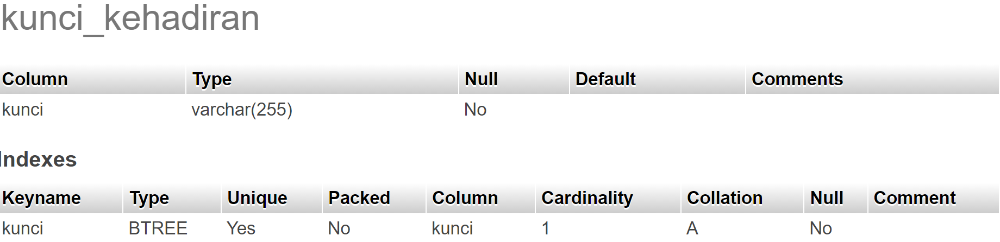 kunci_kehadiran
Column Type Null Default Comments
kunci varchar(255) No
Indexes
Keyname Type Unique Packed Column Cardinality Collation Null Comment
kunci BTREE Yes No kunci 1 A No